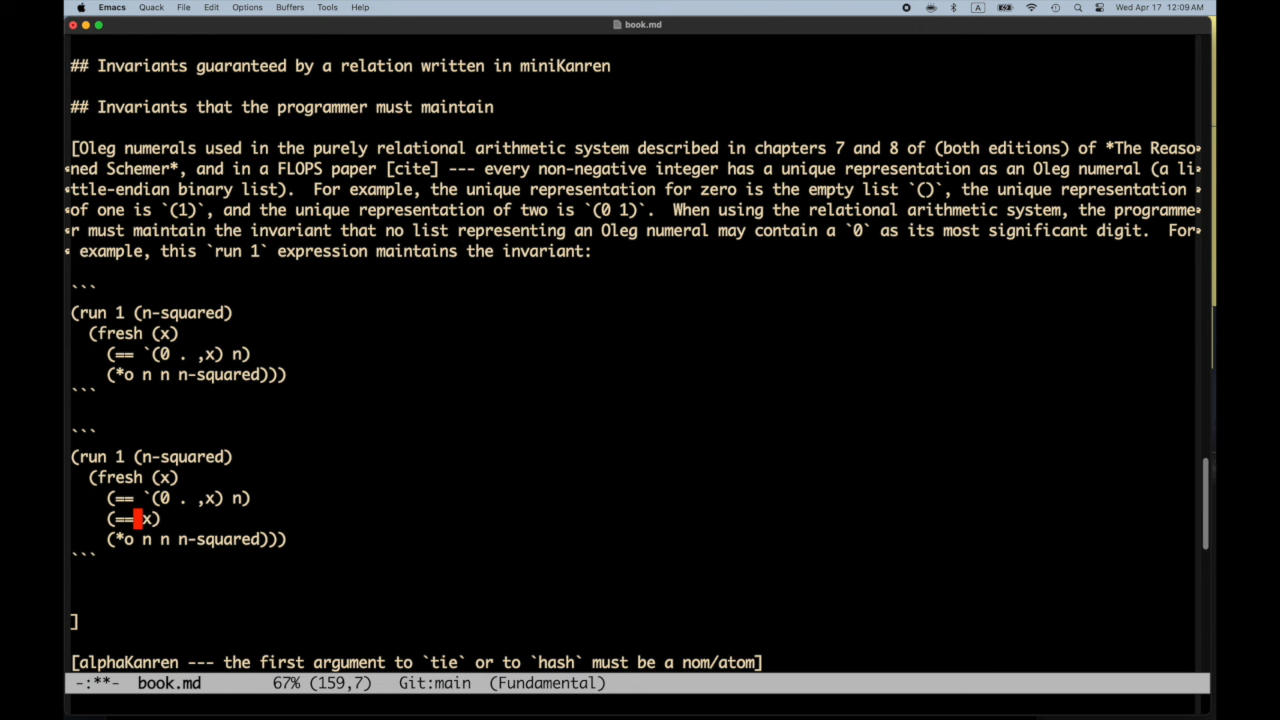 Emacs Quack File Edit Options Buffers Tools Help A Wed Apr 17 12:09 AM
book.md
## Invariants guaranteed by a relation written in miniKanren
## Invariants that the programmer must maintain
[Oleg numerals used in the purely relational arithmetic system described in chapters 7 and 8 of (both editions) of *The Reaso
ned Schemer*, and in a FLOPS paper [cite] --- every non-negative integer has a unique representation as an Oleg numeral (a li
ttle-endian binary list).  For example, the unique representation for zero is the empty list `()`, the unique representation
of one is `(1)`, and the unique representation of two is `(0 1)`.  When using the relational arithmetic system, the programme
r must maintain the invariant that no list representing an Oleg numeral may contain a `0` as its most significant digit.  For
example, this `run 1` expression maintains the invariant:
```
(run 1 (n-squared)
  (fresh (x)
    (== `(0 . ,x) n)
    (*o n n n-squared)))
```
```
(run 1 (n-squared)
  (fresh (x)
    (== `(0 . ,x) n)
    (== x)
    (*o n n n-squared)))
```
]
[alphaKanren --- the first argument to `tie` or to `hash` must be a nom/atom]
-:**-  book.md        67% (159,7)   Git:main  (Fundamental)